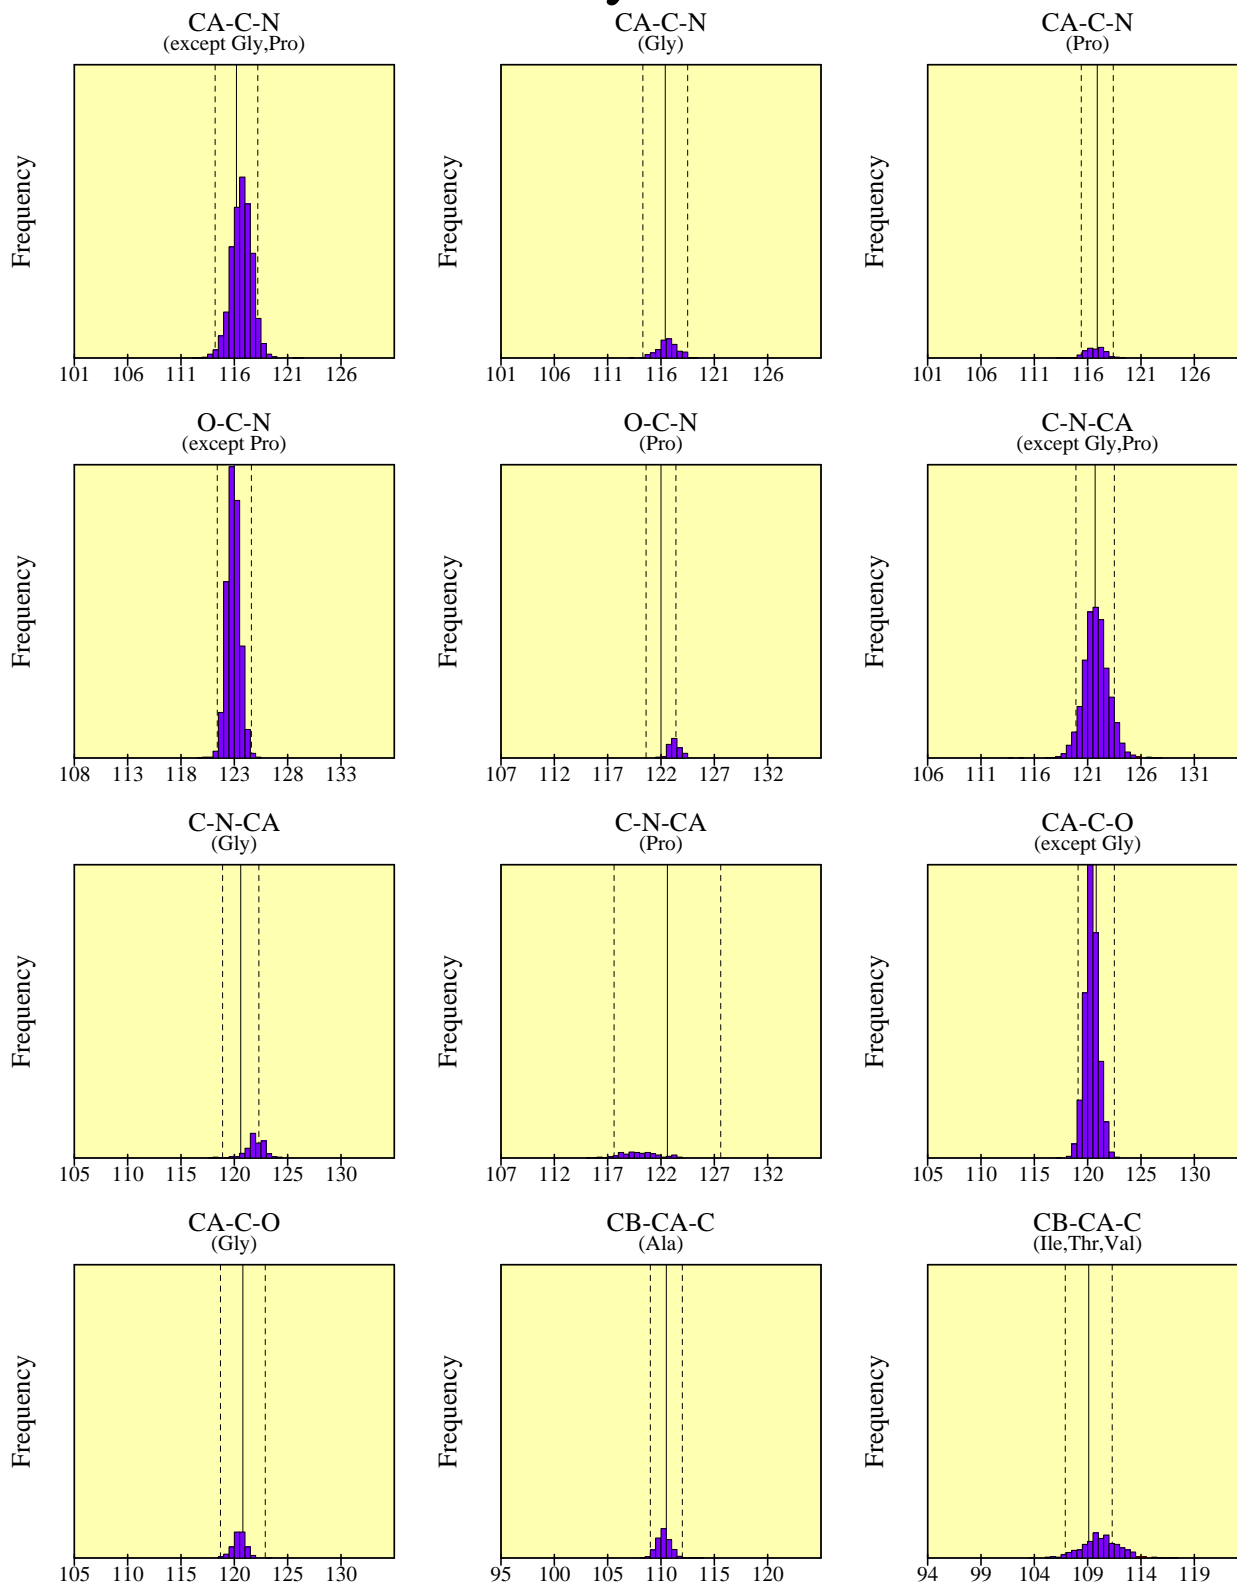 CA-C-N CA-C-N CA-C-N
(except Gly,Pro) (Gly) (Pro)
Frequency Frequency Frequency
101 106 111 116 121 126 101 106 111 116 121 126 101 106 111 116 121 126
O-C-N O-C-N C-N-CA
(except Pro) (Pro) (except Gly,Pro)
Frequency Frequency Frequency
108 113 118 123 128 133 107 112 117 122 127 132 106 111 116 121 126 131
C-N-CA C-N-CA CA-C-O
(Gly) (Pro) (except Gly)
Frequency Frequency Frequency
105 110 115 120 125 130 107 112 117 122 127 132 105 110 115 120 125 130
CA-C-O CB-CA-C CB-CA-C
(Gly) (Ala) (Ile,Thr,Val)
Frequency Frequency Frequency
105 110 115 120 125 130 95 100 105 110 115 120 94 99 104 109 114 119